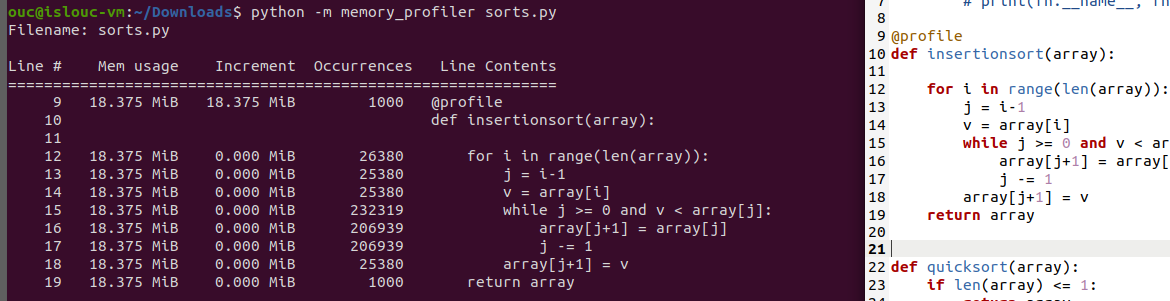 ouc@islouc-vm:~/Downloads$ python -m memory_profiler sorts.py
Filename: sorts.py

Line #    Mem usage    Increment  Occurrences   Line Contents
=============================================================
     9   18.375 MiB   18.375 MiB        1000   @profile
    10                                         def insertionsort(array):
    11
    12   18.375 MiB    0.000 MiB       26380       for i in range(len(array)):
    13   18.375 MiB    0.000 MiB       25380           j = i-1
    14   18.375 MiB    0.000 MiB       25380           v = array[i]
    15   18.375 MiB    0.000 MiB      232319           while j >= 0 and v < array[j]:
    16   18.375 MiB    0.000 MiB      206939               array[j+1] = array[j]
    17   18.375 MiB    0.000 MiB      206939               j -= 1
    18   18.375 MiB    0.000 MiB       25380           array[j+1] = v
    19   18.375 MiB    0.000 MiB        1000       return array
7
8
9 @profile
10 def insertionsort(array):
11
12     for i in range(len(array)):
13         j = i-1
14         v = array[i]
15         while j >= 0 and v < ar
16             array[j+1] = array[
17             j -= 1
18         array[j+1] = v
19     return array
20
21
22 def quicksort(array):
23     if len(array) <= 1: